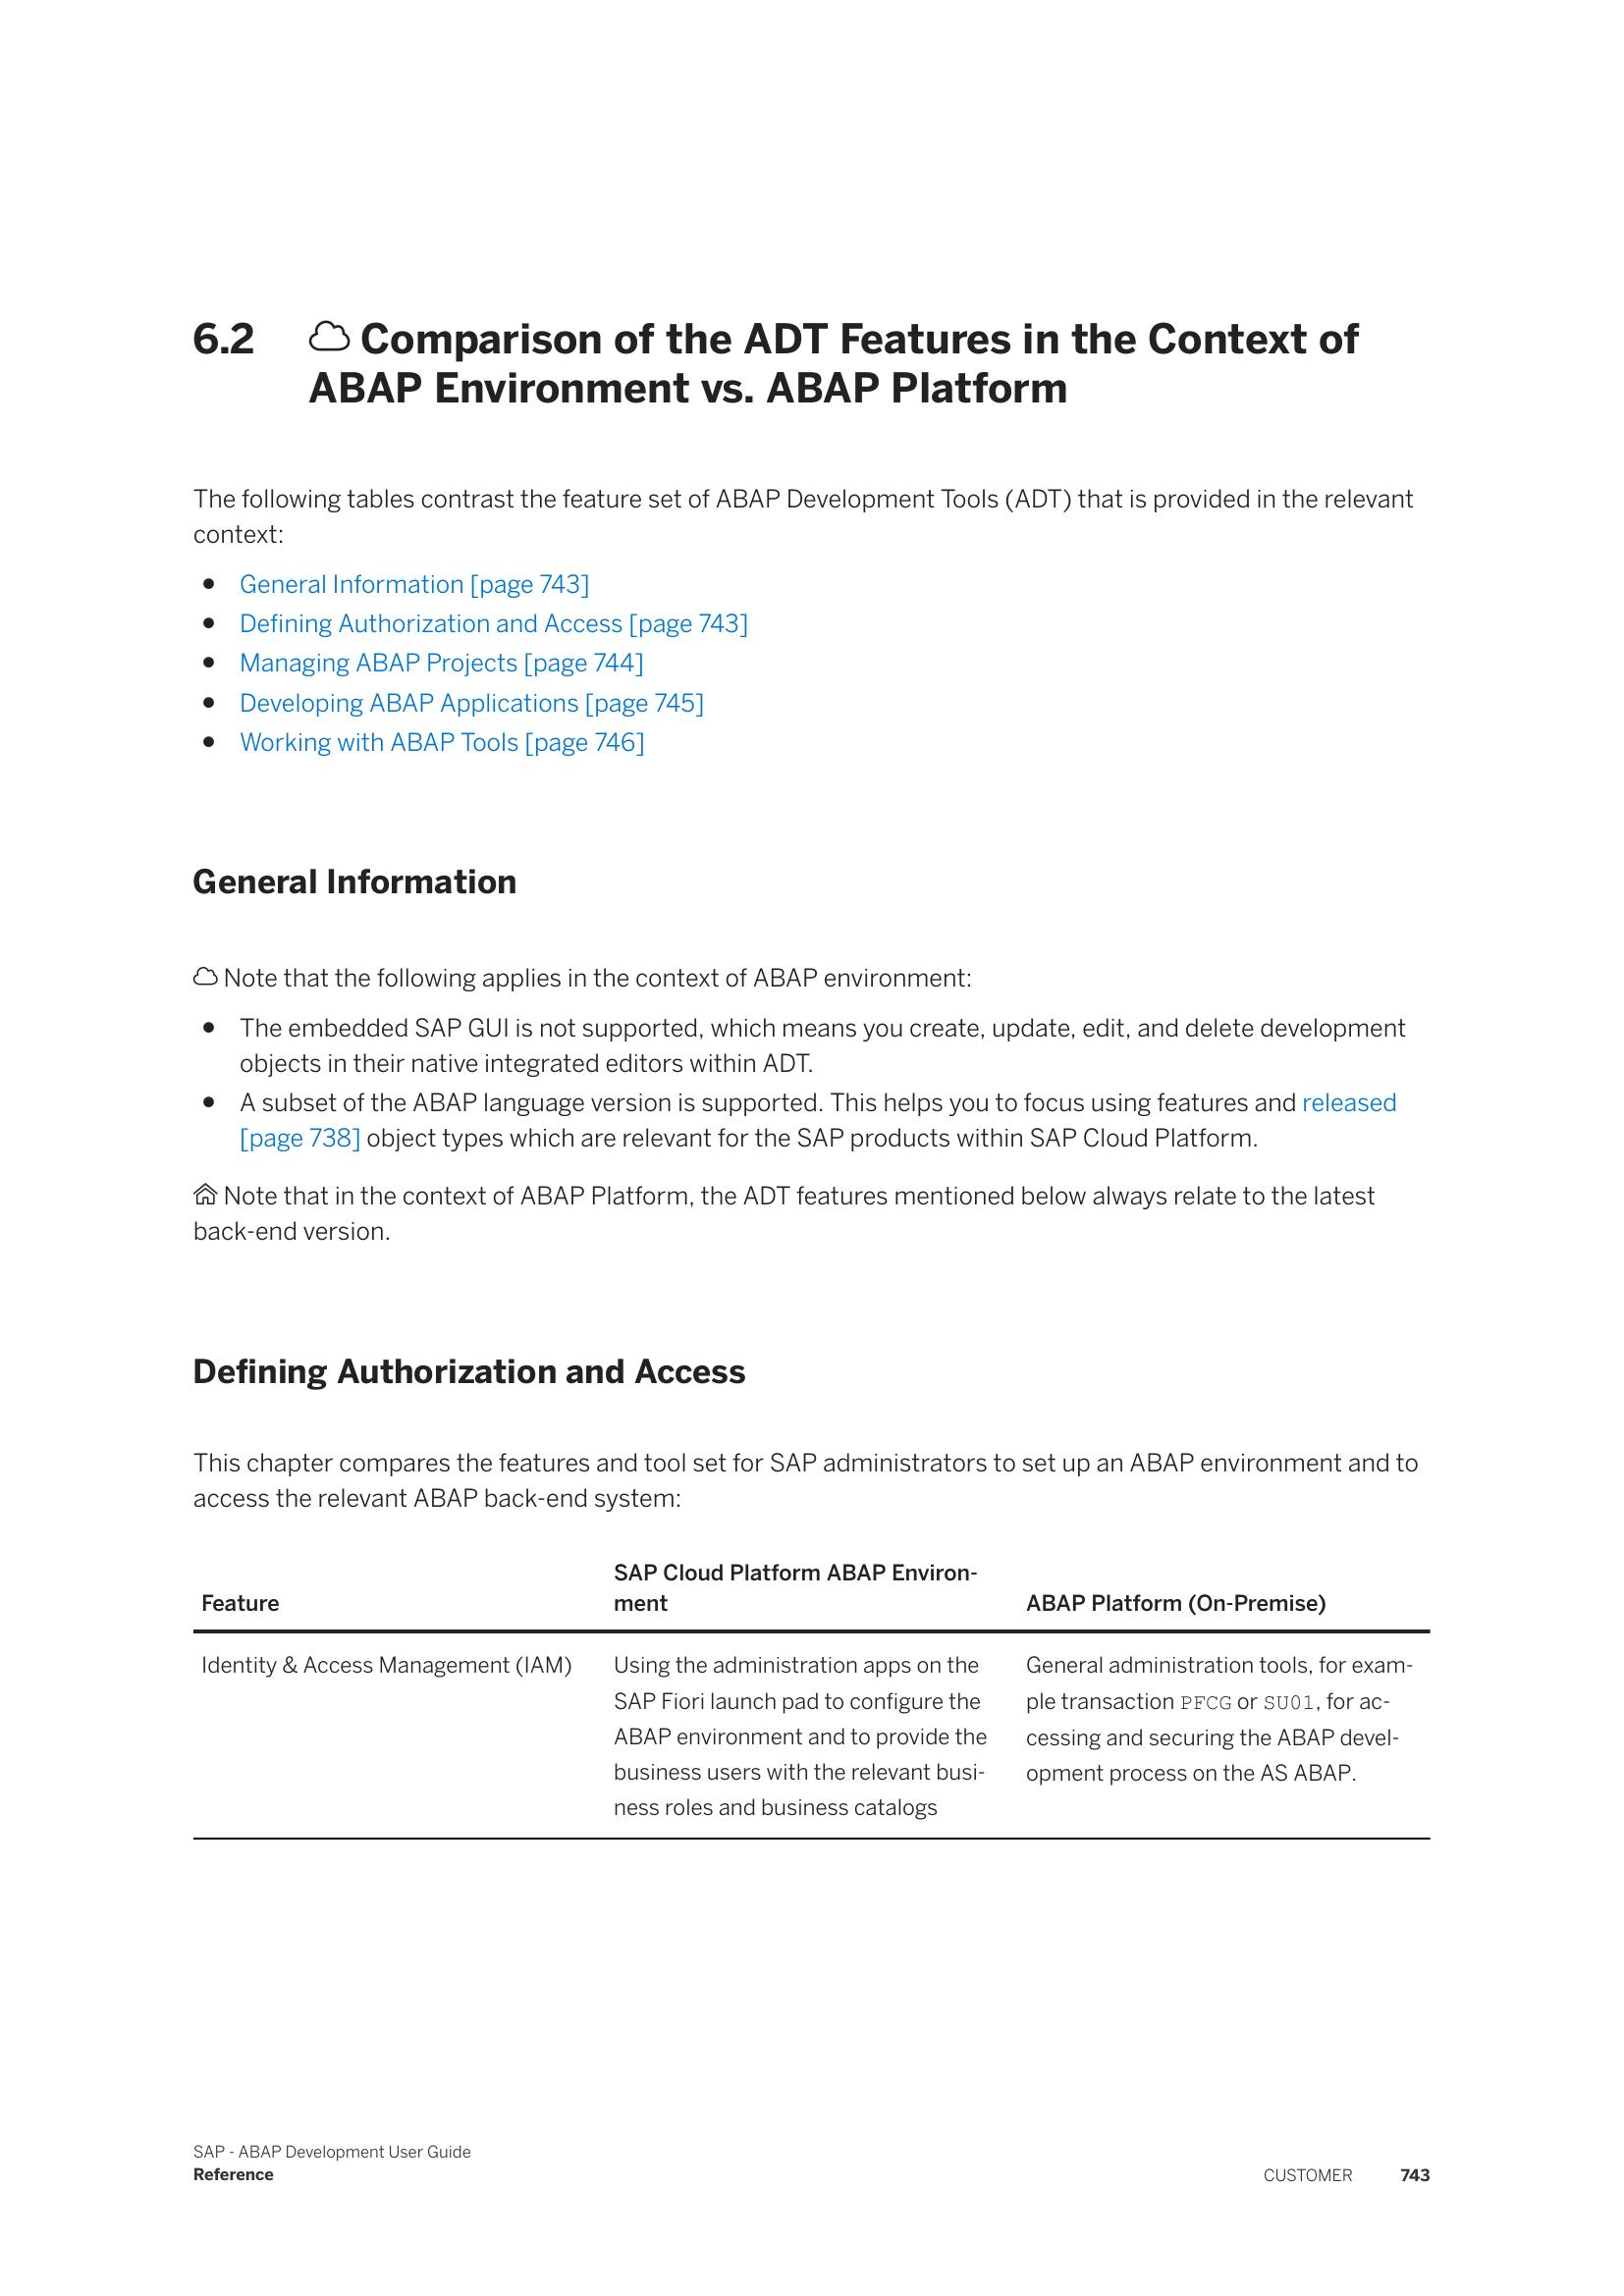 6.2 Comparison of the ADT Features in the Context of
ABAP Environment vs. ABAP Platform
The following tables contrast the feature set of ABAP Development Tools (ADT) that is provided in the relevant
context:
• General Information [page 743]
• Defining Authorization and Access [page 743]
• Managing ABAP Projects [page 744]
• Developing ABAP Applications [page 745]
• Working with ABAP Tools [page 746]
General Information
Note that the following applies in the context of ABAP environment:
• The embedded SAP GUI is not supported, which means you create, update, edit, and delete development
objects in their native integrated editors within ADT.
• A subset of the ABAP language version is supported. This helps you to focus using features and released
[page 738] object types which are relevant for the SAP products within SAP Cloud Platform.
Note that in the context of ABAP Platform, the ADT features mentioned below always relate to the latest
back-end version.
Defining Authorization and Access
This chapter compares the features and tool set for SAP administrators to set up an ABAP environment and to
access the relevant ABAP back-end system:
Feature
SAP Cloud Platform ABAP Environ-
ment
ABAP Platform (On-Premise)
Identity & Access Management (IAM)
Using the administration apps on the
SAP Fiori launch pad to configure the
ABAP environment and to provide the
business users with the relevant busi-
ness roles and business catalogs
General administration tools, for exam-
ple transaction PFCG or SU01, for ac-
cessing and securing the ABAP devel-
opment process on the AS ABAP.
SAP - ABAP Development User Guide
Reference
CUSTOMER 743